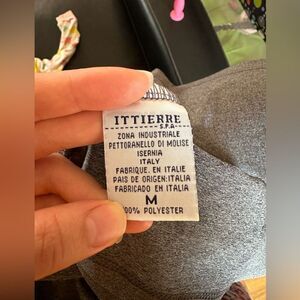 ITTIERRE
S.P.A.
ZONA INDUSTRIALE
PETTORANELLO DI MOLISE
ISERNIA
ITALY
FABRIQUE. EN ITALIE
PAIS DE ORIGEN:ITALIA
FABRICADO EN ITALIA
M
100% POLYESTER